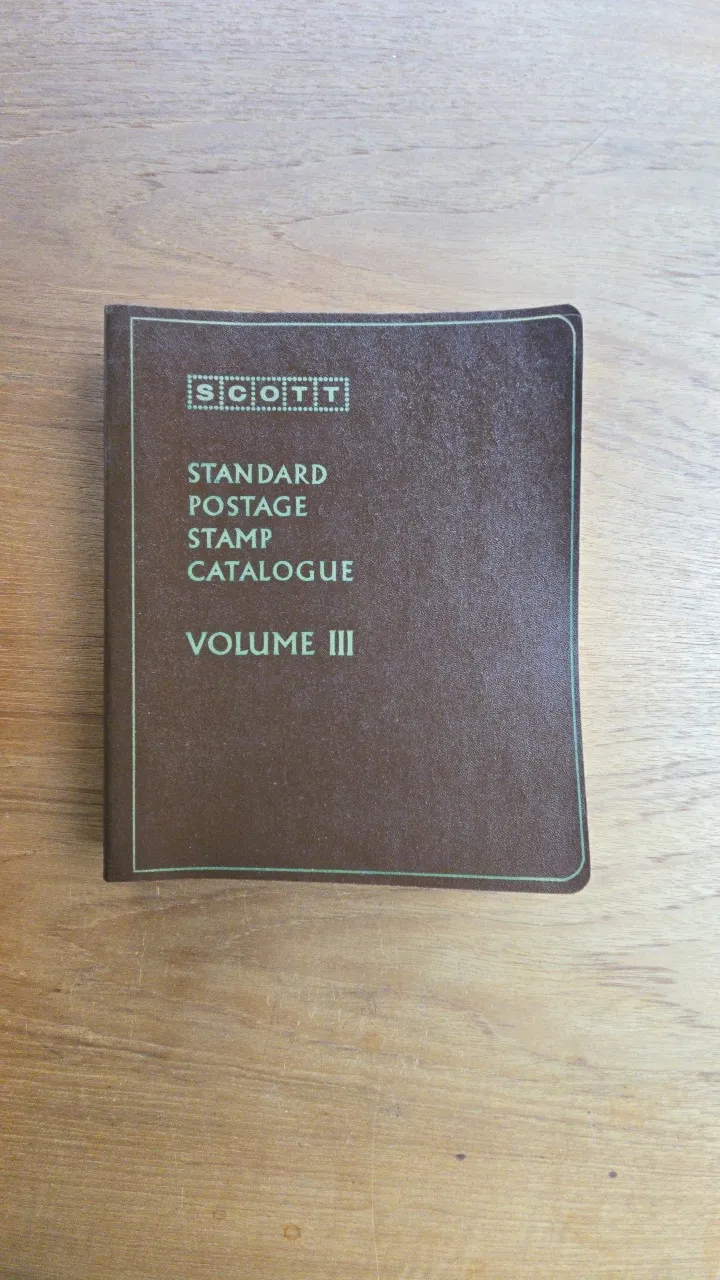 SCOTT
STANDARD
POSTAGE
STAMP
CATALOGUE
VOLUME III